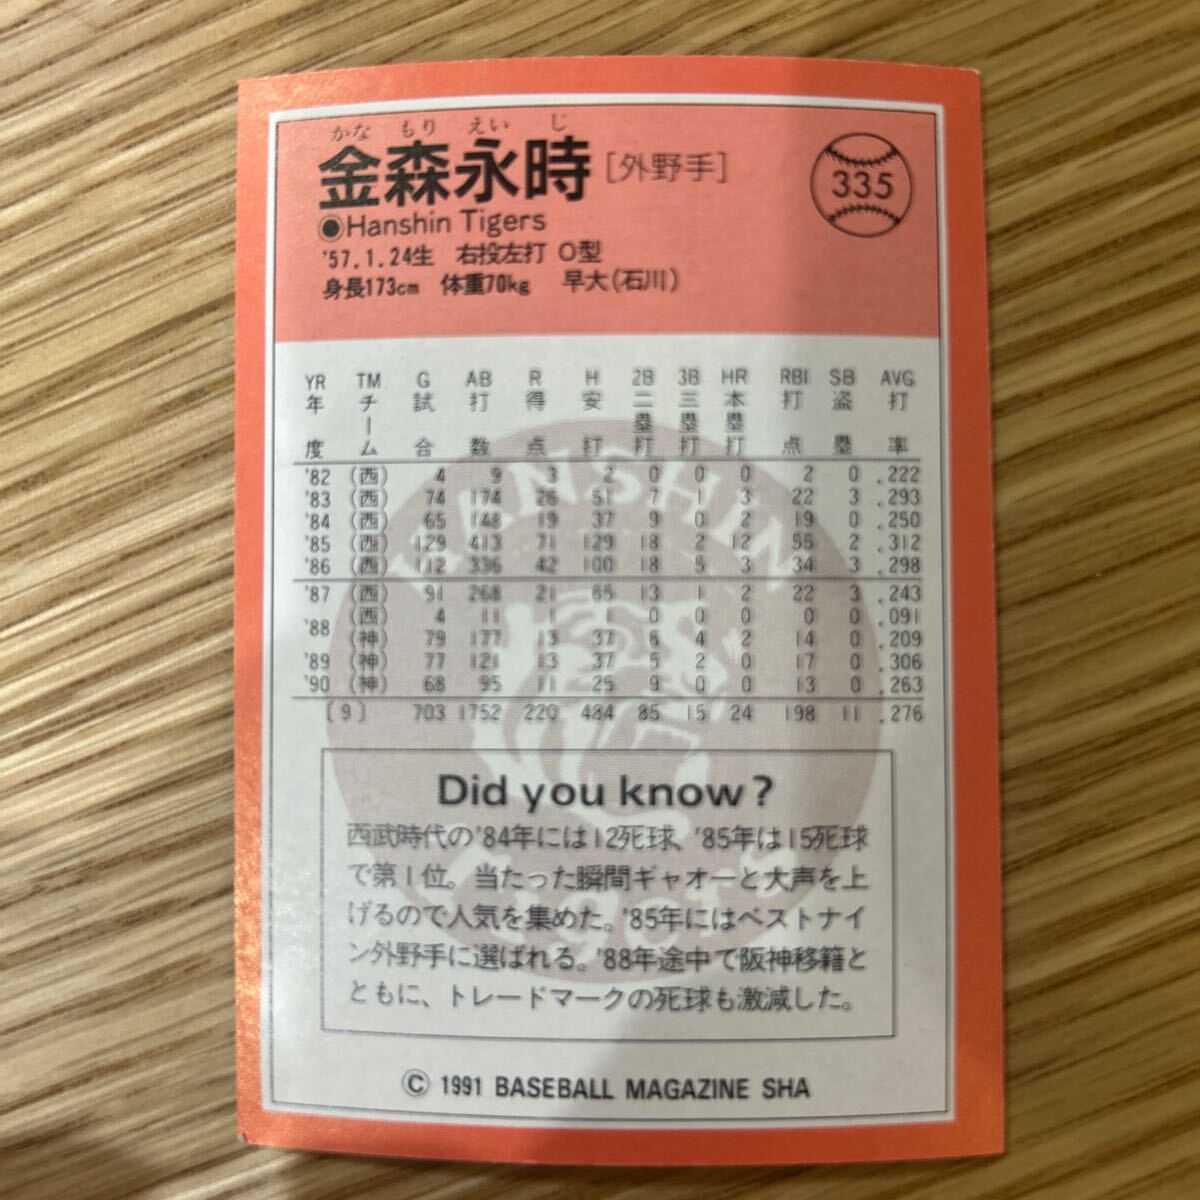 かな もり えい じ
金森永時 [外野手]
335
◉Hanshin Tigers
'57.1.24生 右投左打 O型
身長173cm 体重70kg 早大(石川)
YR TM G AB R H 2B 3B HR RBI SB AVG
年度 チーム 試合 打数 得点 安打 二塁打 三塁打 本塁打 打点 盗塁 打率
'82 (西) 4 9 3 2 0 0 0 2 0 .222
'83 (西) 74 174 26 51 7 1 3 22 3 .293
'84 (西) 65 148 19 37 9 0 2 19 0 .250
'85 (西) 129 413 71 129 18 2 12 55 2 .312
'86 (西) 112 336 42 100 18 5 3 34 3 .298
'87 (西) 91 268 21 65 13 1 2 22 3 .243
'88 (西) 4 11 1 1 0 0 0 0 0 .091
(神) 79 177 13 37 6 4 2 14 0 .209
'89 (神) 77 121 13 37 5 2 0 17 0 .306
'90 (神) 68 95 11 25 9 0 0 13 0 .263
[9] 703 1752 220 484 85 15 24 198 11 .276
HANSHIN
Tigers
Did you know?
西武時代の'84年には12死球、'85年は15死球
で第1位。当たった瞬間ギャオーと大声を上
げるので人気を集めた。'85年にはベストナイ
ン外野手に選ばれる。'88年途中で阪神移籍と
ともに、トレードマークの死球も激減した。
© 1991 BASEBALL MAGAZINE SHA